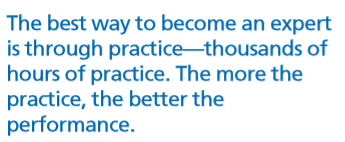 The best way to become an expert
is through practice—thousands of
hours of practice. The more the
practice, the better the
performance.